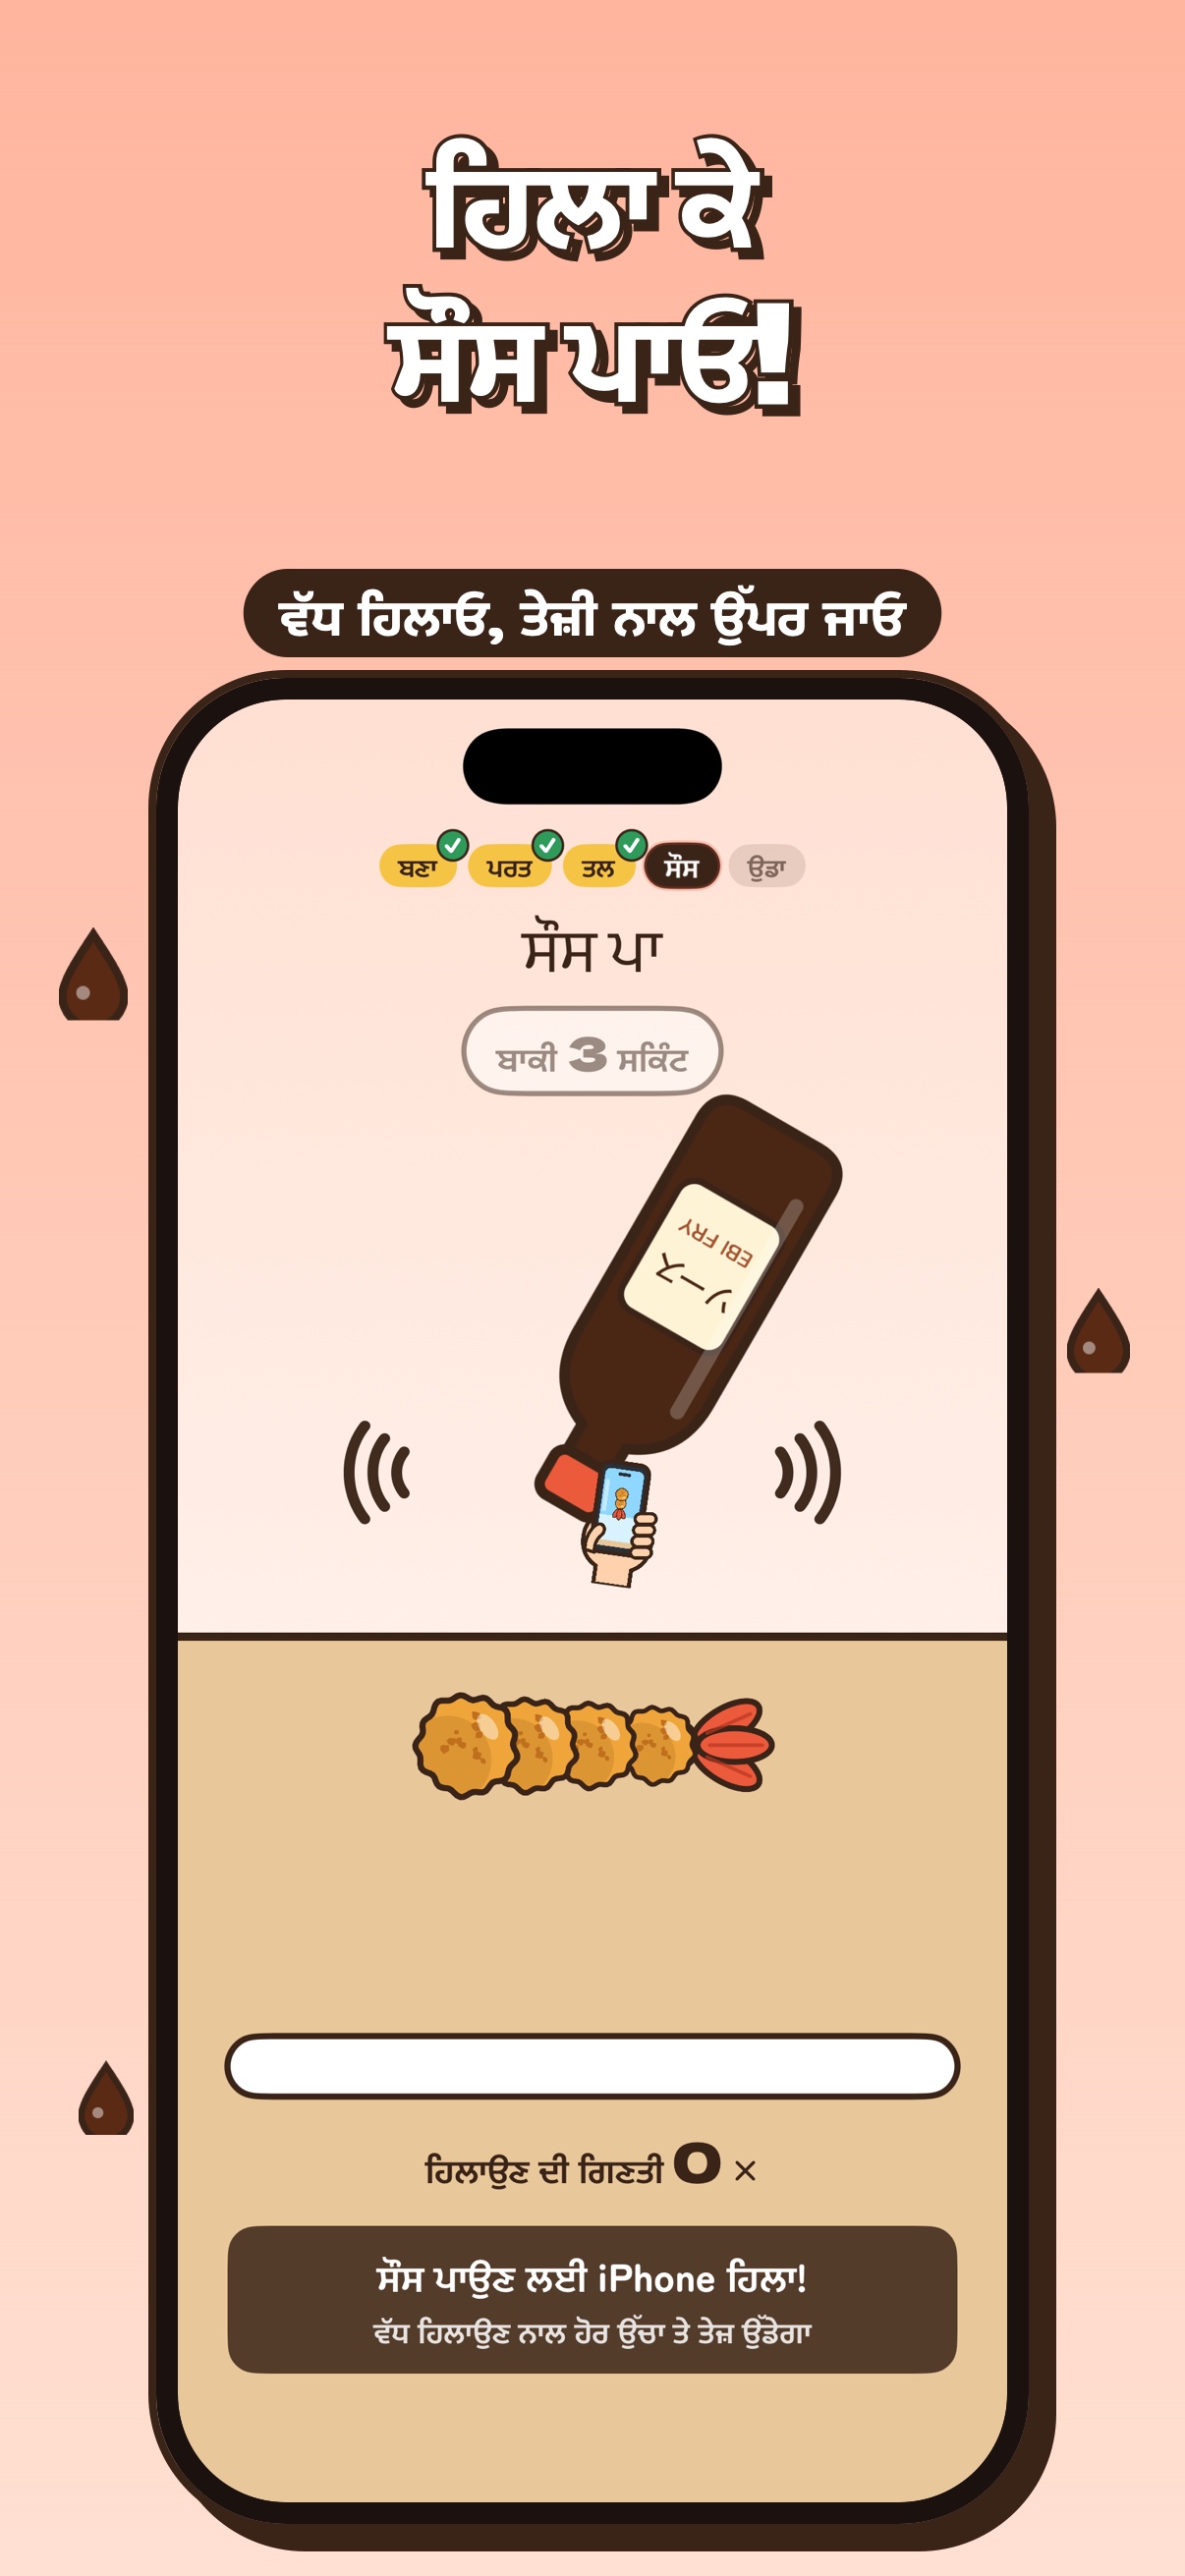 ਹਿਲਾ ਕੇ
ਸੌਸ ਪਾਓ!
ਵੱਧ ਹਿਲਾਓ, ਤੇਜ਼ੀ ਨਾਲ ਉੱਪਰ ਜਾਓ
ਬਣਾ ਪਰਤ ਤਲ ਸੌਸ ਉਡਾ
ਸੌਸ ਪਾ
ਬਾਕੀ 3 ਸਕਿੰਟ
ソース
EBI FRY
ਹਿਲਾਉਣ ਦੀ ਗਿਣਤੀ 0 ×
ਸੌਸ ਪਾਉਣ ਲਈ iPhone ਹਿਲਾ!
ਵੱਧ ਹਿਲਾਉਣ ਨਾਲ ਹੋਰ ਉੱਚਾ ਤੇ ਤੇਜ਼ ਉੱਡੇਗਾ